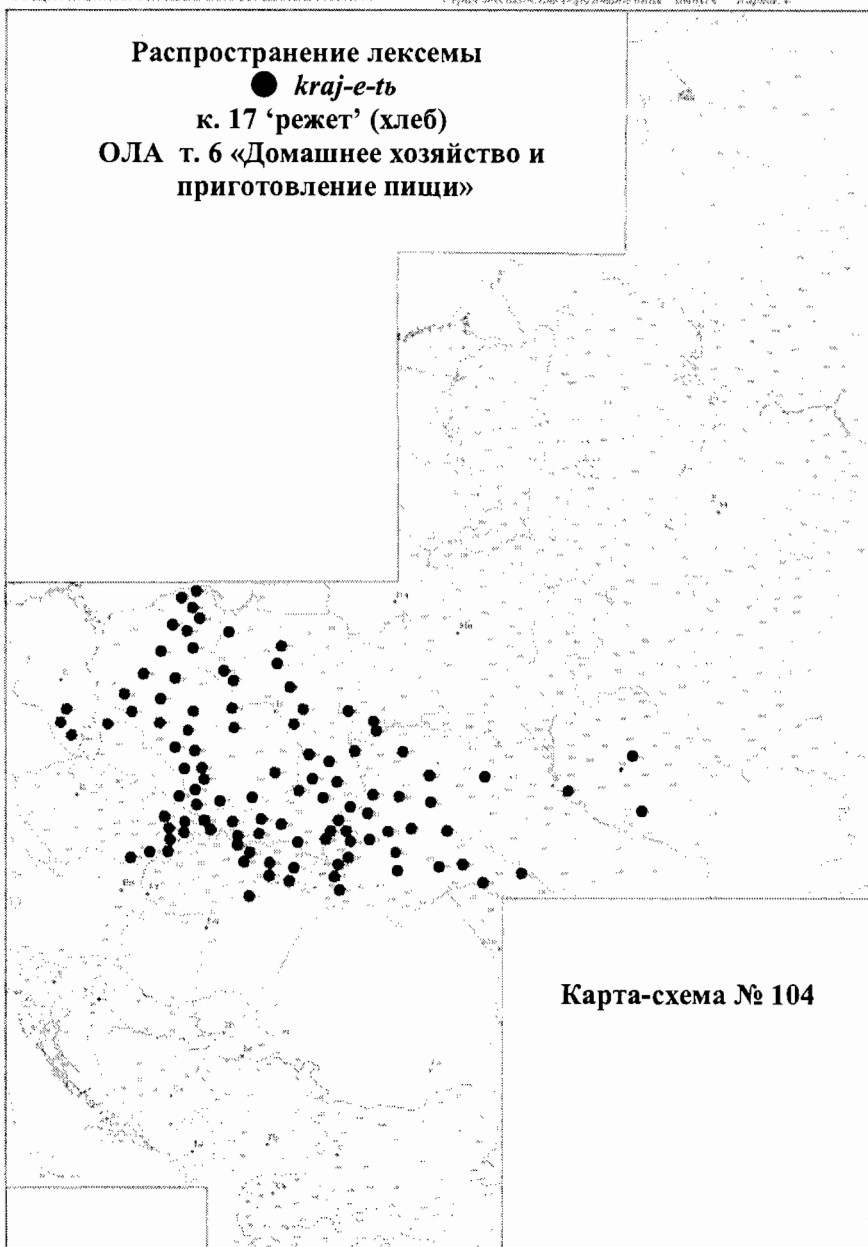 Распространение лексемы
● kraj-e-tь
к. 17 ‘режет’ (хлеб)
ОЛА т. 6 «Домашнее хозяйство и
приготовление пищи»
Карта-схема № 104